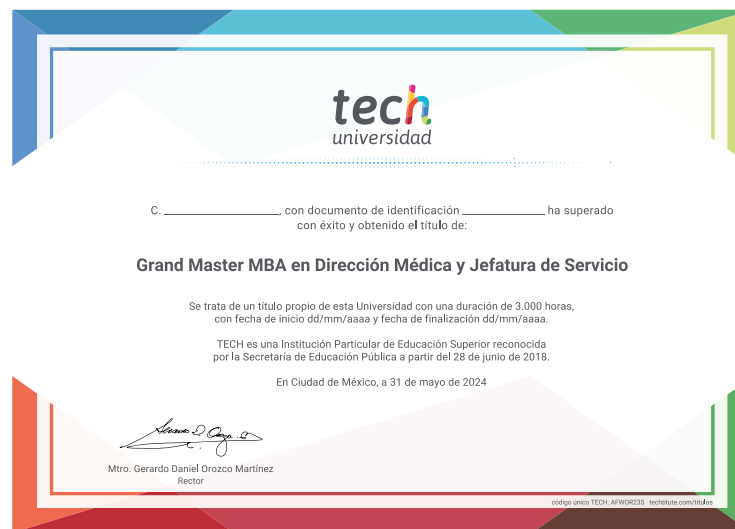 tech
universidad
C. ____________, con documento de identificación ____________ ha superado
con éxito y obtenido el título de:
Grand Master MBA en Dirección Médica y Jefatura de Servicio
Se trata de un título propio de esta Universidad con una duración de 3.000 horas,
con fecha de inicio dd/mm/aaaa y fecha de finalización dd/mm/aaaa.
TECH es una Institución Particular de Educación Superior reconocida
por la Secretaría de Educación Pública a partir del 28 de junio de 2018.
En Ciudad de México, a 31 de mayo de 2024
Mtro. Gerardo Daniel Orozco Martínez
Rector
código único TECH: AFWOR23S techtitute.com/titulos